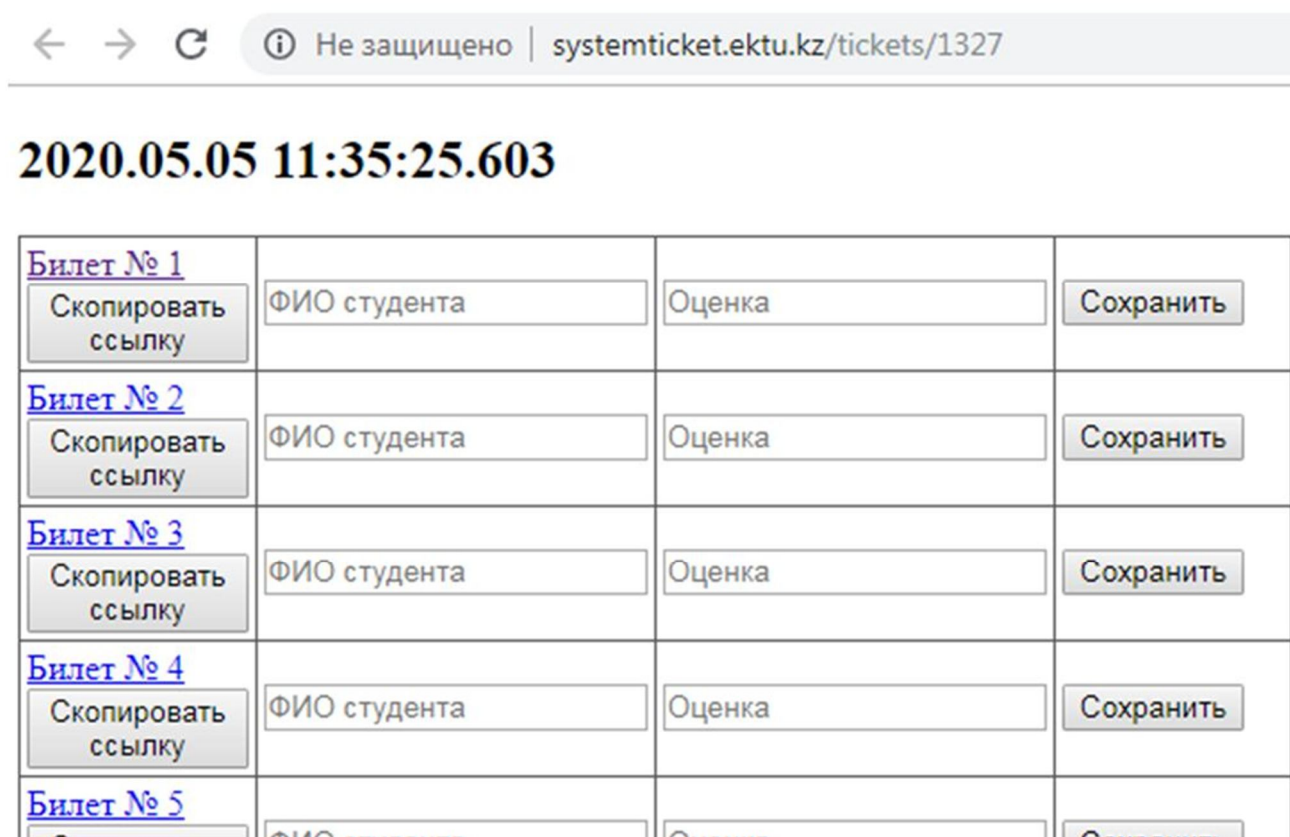 Не защищено | systemticket.ektu.kz/tickets/1327
2020.05.05 11:35:25.603
Билет № 1
Скопировать
ссылку
ФИО студента
Оценка
Сохранить
Билет № 2
Скопировать
ссылку
ФИО студента
Оценка
Сохранить
Билет № 3
Скопировать
ссылку
ФИО студента
Оценка
Сохранить
Билет № 4
Скопировать
ссылку
ФИО студента
Оценка
Сохранить
Билет № 5